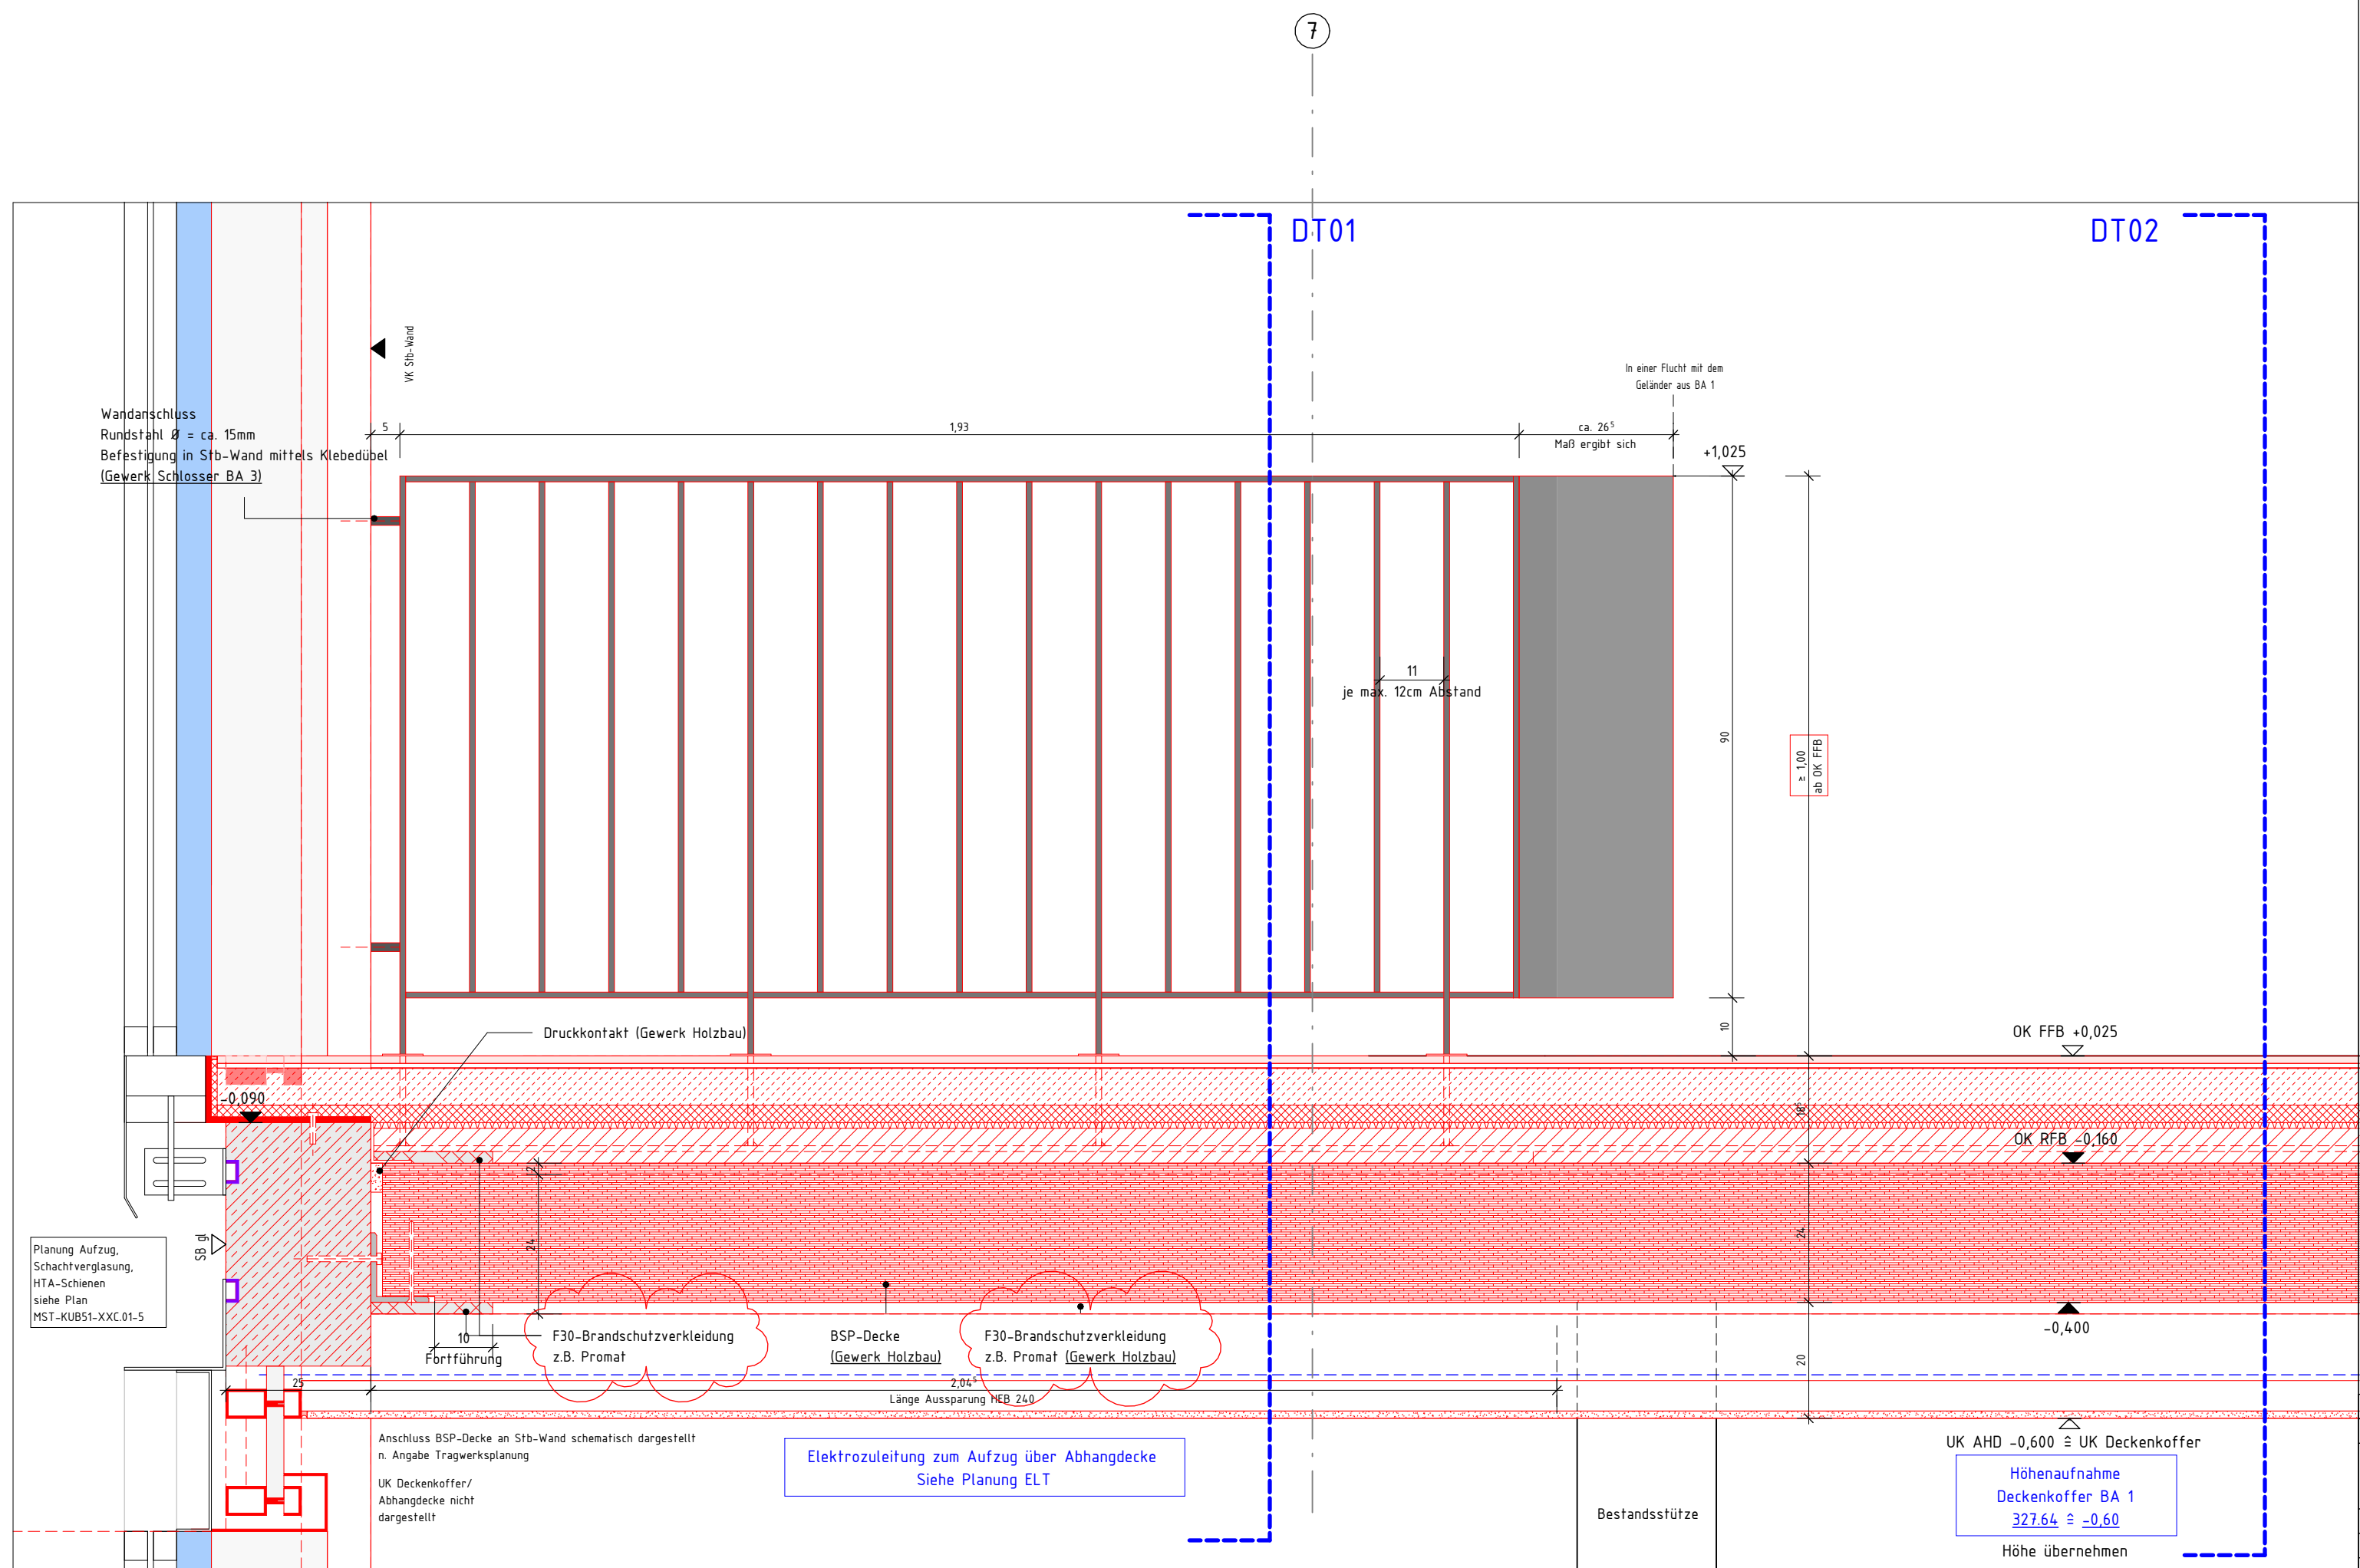 7
DT01
DT02
VK Stb-Wand
In einer Flucht mit dem
Geländer aus BA 1
Wandanschluss
Rundstahl Ø = ca. 15mm
Befestigung in Stb-Wand mittels Klebedübel
(Gewerk Schlosser BA 3)
5
1,93
ca. 26⁵
Maß ergibt sich
+1,025
11
je max. 12cm Abstand
90
≥ 1,00
ab OK FFB
10
Druckkontakt (Gewerk Holzbau)
OK FFB +0,025
-0,090
18⁵
OK RFB -0,160
2
24
24
SB gl
Planung Aufzug,
Schachtverglasung,
HTA-Schienen
siehe Plan
MST-KUB51-XXC.01-5
-0,400
10
Fortführung
F30-Brandschutzverkleidung
z.B. Promat
BSP-Decke
(Gewerk Holzbau)
F30-Brandschutzverkleidung
z.B. Promat (Gewerk Holzbau)
20
25
2,04⁵
Länge Aussparung HEB 240
Anschluss BSP-Decke an Stb-Wand schematisch dargestellt
n. Angabe Tragwerksplanung
UK Deckenkoffer/
Abhangdecke nicht
dargestellt
Elektrozuleitung zum Aufzug über Abhangdecke
Siehe Planung ELT
Bestandsstütze
UK AHD -0,600 ≙ UK Deckenkoffer
Höhenaufnahme
Deckenkoffer BA 1
327.64 ≙ -0,60
Höhe übernehmen